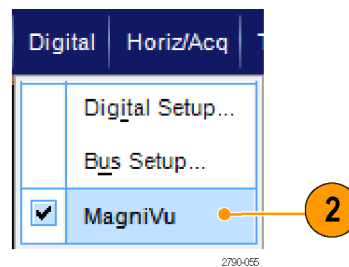 Digital Horiz/Acq
Digital Setup...
Bus Setup...
MagniVu
2
2790-055